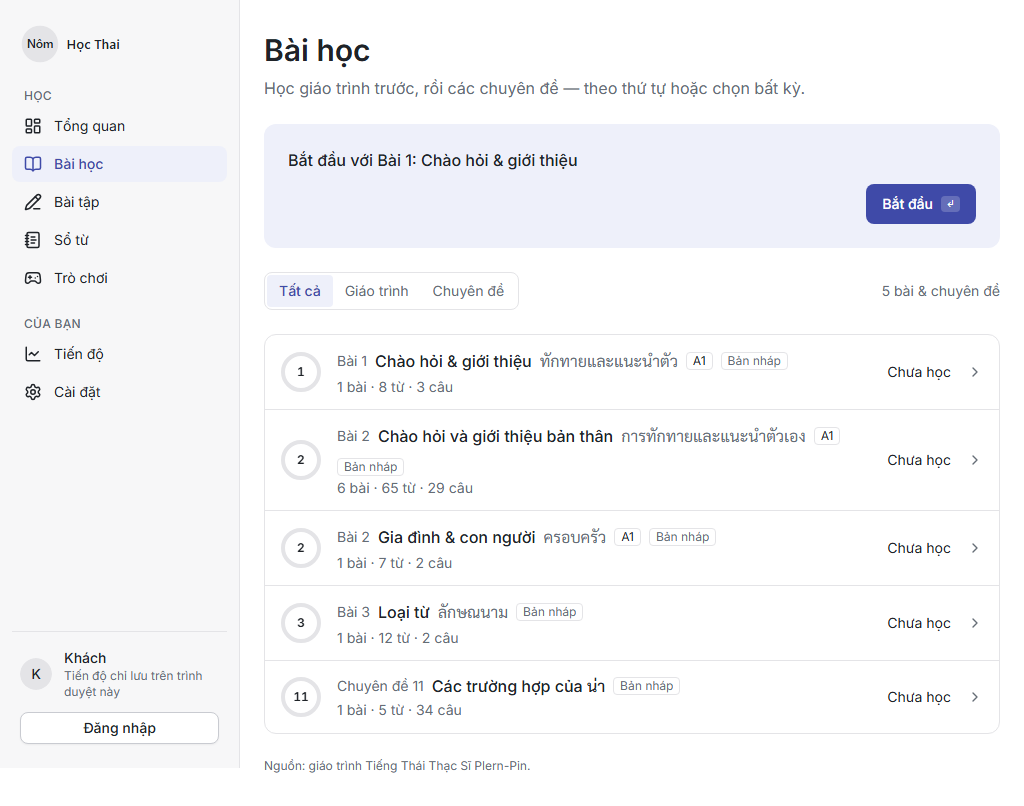 Nôm Học Thai
HỌC
Tổng quan
Bài học
Bài tập
Sổ từ
Trò chơi
CỦA BẠN
Tiến độ
Cài đặt
K
Khách
Tiến độ chỉ lưu trên trình
duyệt này
Đăng nhập
Bài học
Học giáo trình trước, rồi các chuyên đề — theo thứ tự hoặc chọn bất kỳ.
Bắt đầu với Bài 1: Chào hỏi & giới thiệu
Bắt đầu ↵
Tất cả Giáo trình Chuyên đề
5 bài & chuyên đề
1 Bài 1 Chào hỏi & giới thiệu ทักทายและแนะนำตัว A1 Bản nháp
1 bài · 8 từ · 3 câu
Chưa học
2 Bài 2 Chào hỏi và giới thiệu bản thân การทักทายและแนะนำตัวเอง A1
Bản nháp
6 bài · 65 từ · 29 câu
Chưa học
2 Bài 2 Gia đình & con người ครอบครัว A1 Bản nháp
1 bài · 7 từ · 2 câu
Chưa học
3 Bài 3 Loại từ ลักษณนาม Bản nháp
1 bài · 12 từ · 2 câu
Chưa học
11 Chuyên đề 11 Các trường hợp của น่า Bản nháp
1 bài · 5 từ · 34 câu
Chưa học
Nguồn: giáo trình Tiếng Thái Thạc Sĩ Plern-Pin.